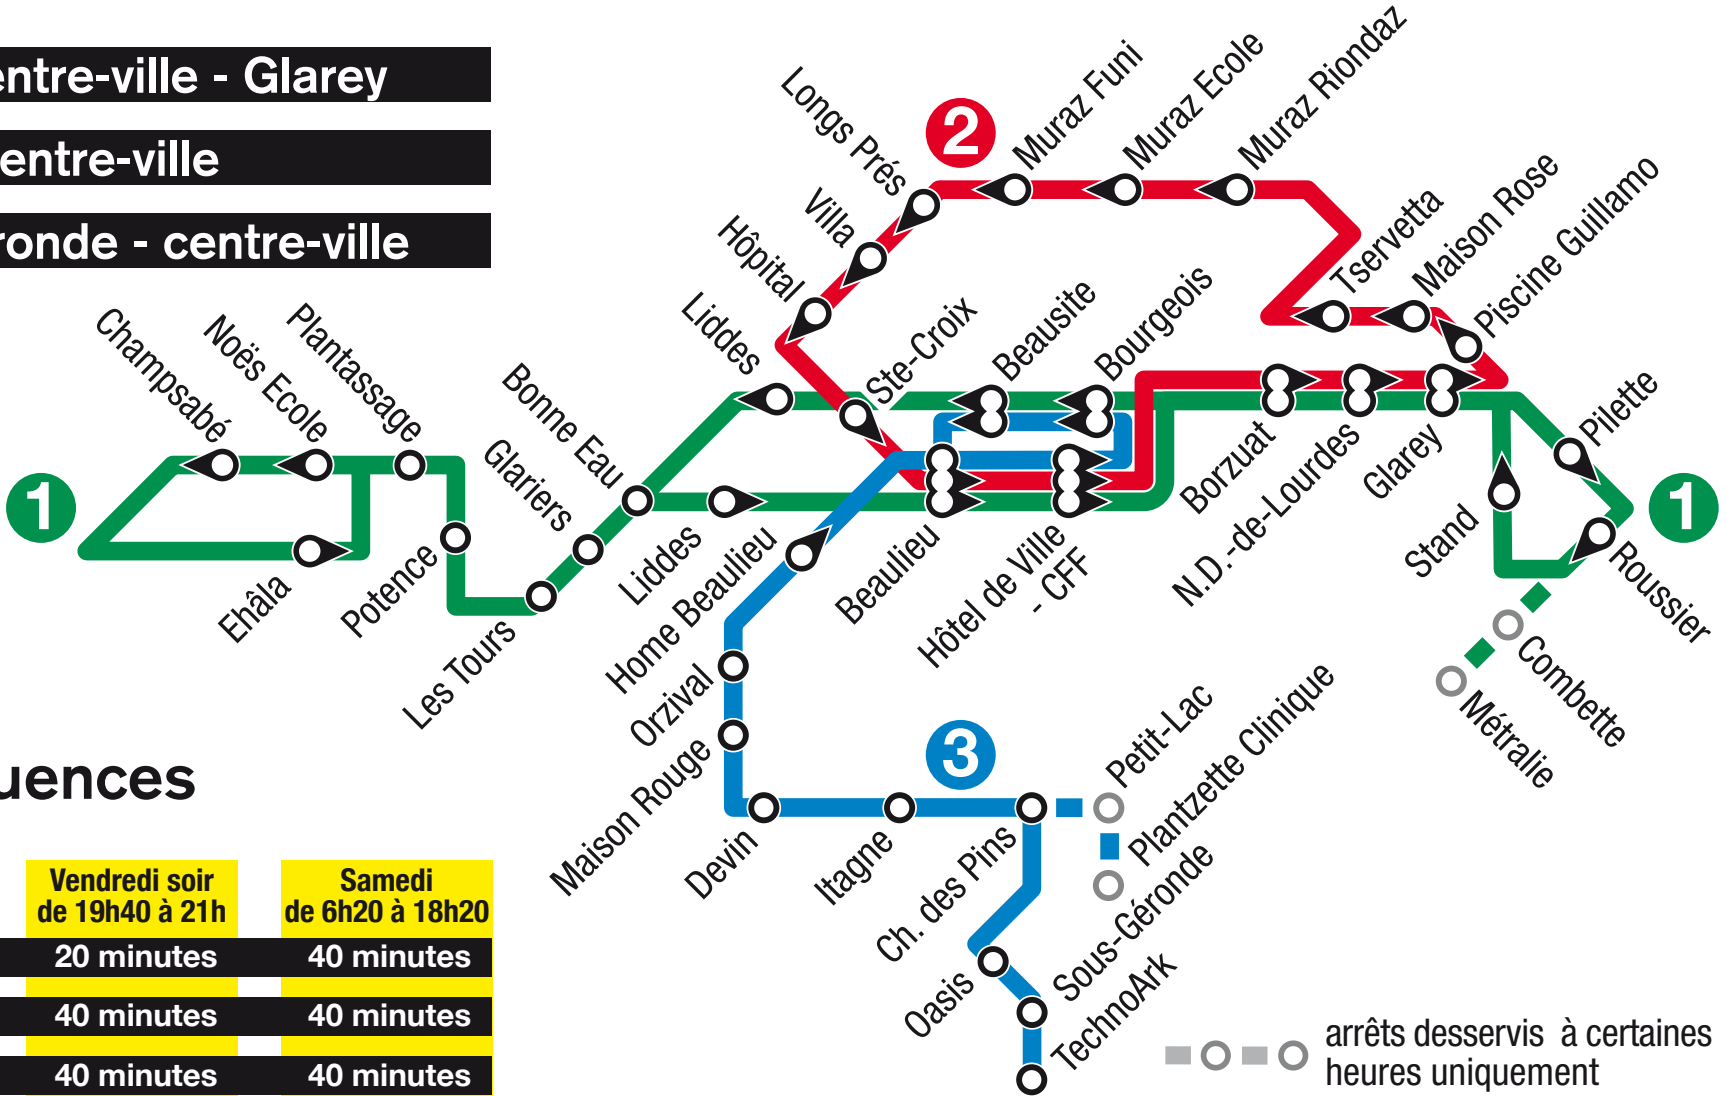 entre-ville - Glarey
entre-ville
ronde - centre-ville
2
Longs Prés
Muraz Funi
Muraz Ecole
Muraz Riondaz
Villa
Hôpital
Tservetta
Maison Rose
Piscine Guillamo
Liddes
Ste-Croix
Beausite
Bourgeois
Champsabé
Noës Ecole
Plantassage
Bonne Eau
Glariers
1
Ehâla
Potence
Les Tours
Liddes
Home Beaulieu
Beaulieu
Hôtel de Ville
- CFF
Borzuat
N.D.-de-Lourdes
Glarey
Stand
Pilette
1
Roussier
Combette
Métralie
Orzival
Maison Rouge
3
Devin
Itagne
Ch. des Pins
Petit-Lac
Plantzette Clinique
Oasis
Sous-Géronde
TechnoArk
uences
Vendredi soir
de 19h40 à 21h
Samedi
de 6h20 à 18h20
20 minutes
40 minutes
40 minutes
40 minutes
40 minutes
40 minutes
arrêts desservis à certaines
heures uniquement